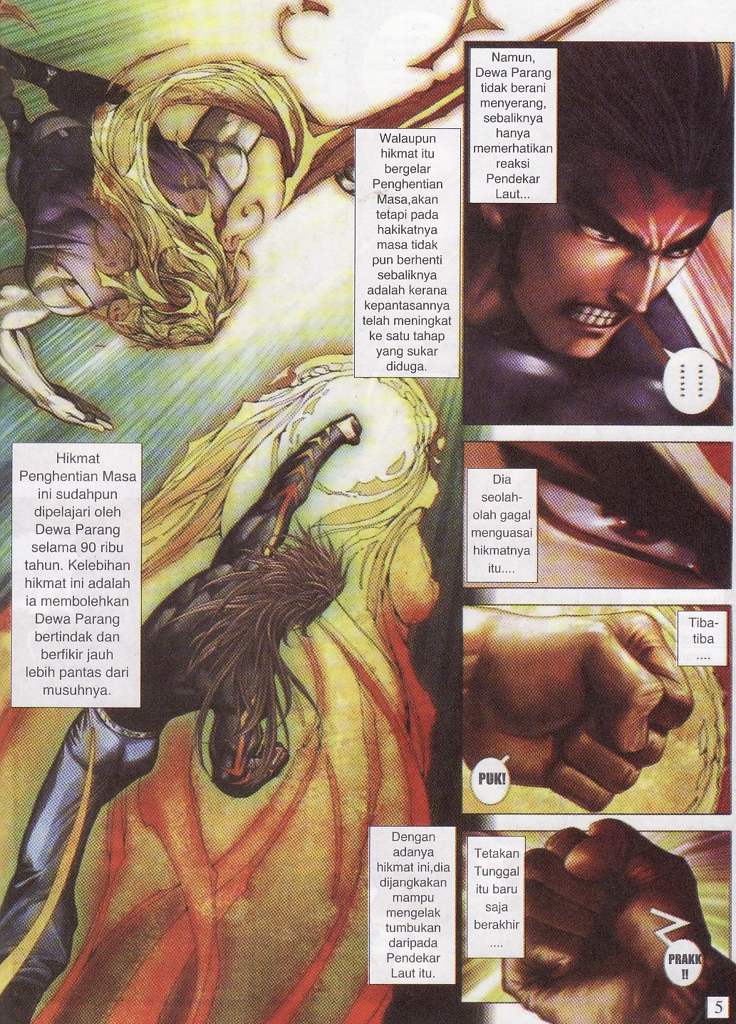 Walaupun
hikmat itu
bergelar
Penghentian
Masa,akan
tetapi pada
hakikatnya
masa tidak
pun berhenti
sebaliknya
adalah kerana
kepantasannya
telah meningkat
ke satu tahap
yang sukar
diduga.
Hikmat
Penghentian Masa
ini sudahpun
dipelajari oleh
Dewa Parang
selama 90 ribu
tahun. Kelebihan
hikmat ini adalah
ia membolehkan
Dewa Parang
bertindak dan
berfikir jauh
lebih pantas dari
musuhnya.
Dengan
adanya
hikmat ini,dia
dijangkakan
mampu
mengelak
tumbukan
daripada
Pendekar
Laut itu.
Namun,
Dewa Parang
tidak berani
menyerang,
sebaliknya
hanya
memerhatikan
reaksi
Pendekar
Laut...
Dia
seolah-
olah gagal
menguasai
hikmatnya
itu....
Tiba-
tiba
....
PUK!
Tetakan
Tunggal
itu baru
saja
berakhir
....
PRAKK
!!
5